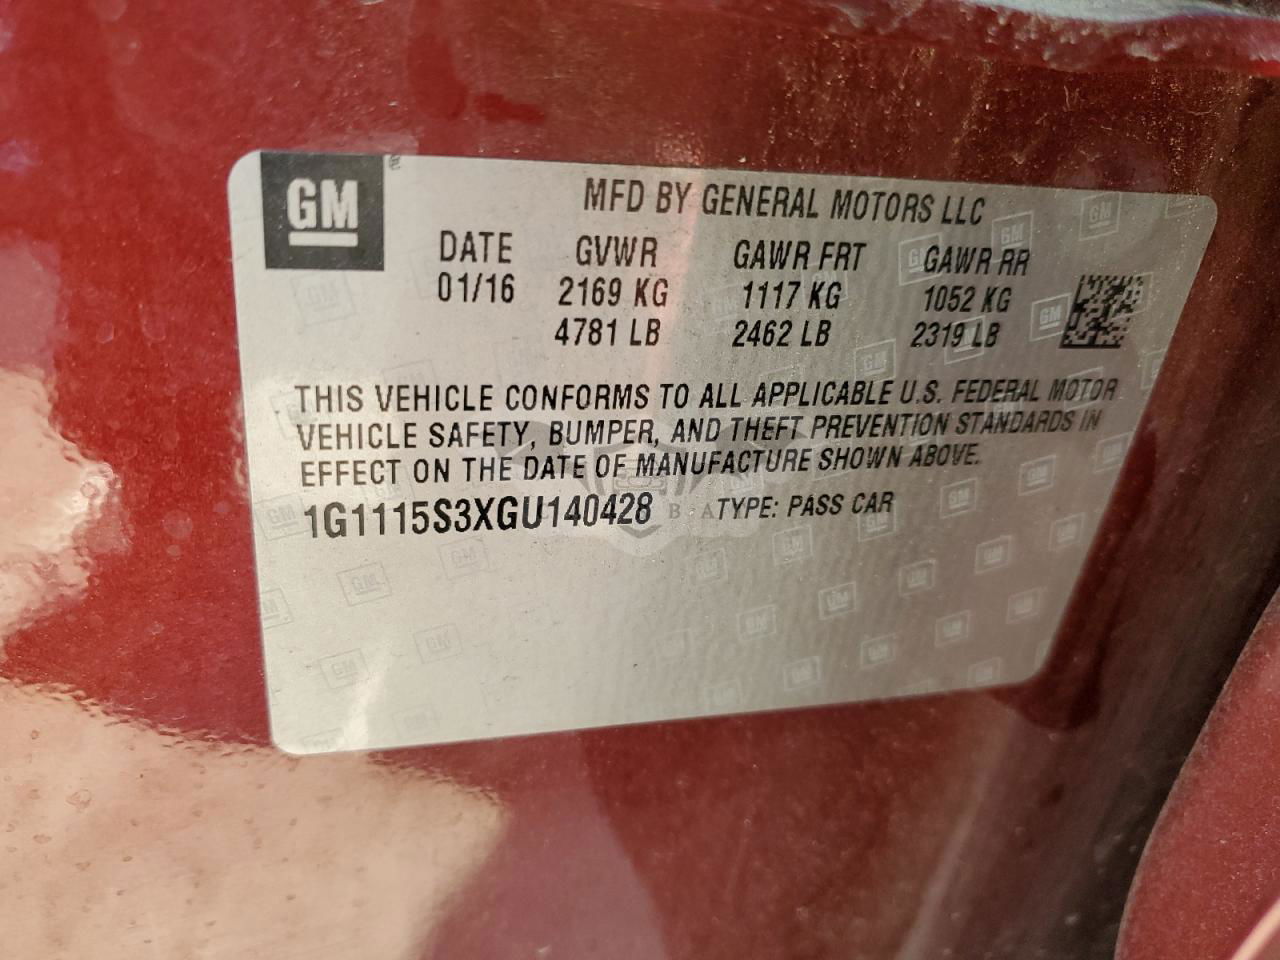 GM
MFD BY GENERAL MOTORS LLC
DATE GVWR GAWR FRT GAWR RR
01/16 2169 KG 1117 KG 1052 KG
4781 LB 2462 LB 2319 LB
THIS VEHICLE CONFORMS TO ALL APPLICABLE U.S. FEDERAL MOTOR
VEHICLE SAFETY, BUMPER, AND THEFT PREVENTION STANDARDS IN
EFFECT ON THE DATE OF MANUFACTURE SHOWN ABOVE.
1G1115S3XGU140428 TYPE: PASS CAR